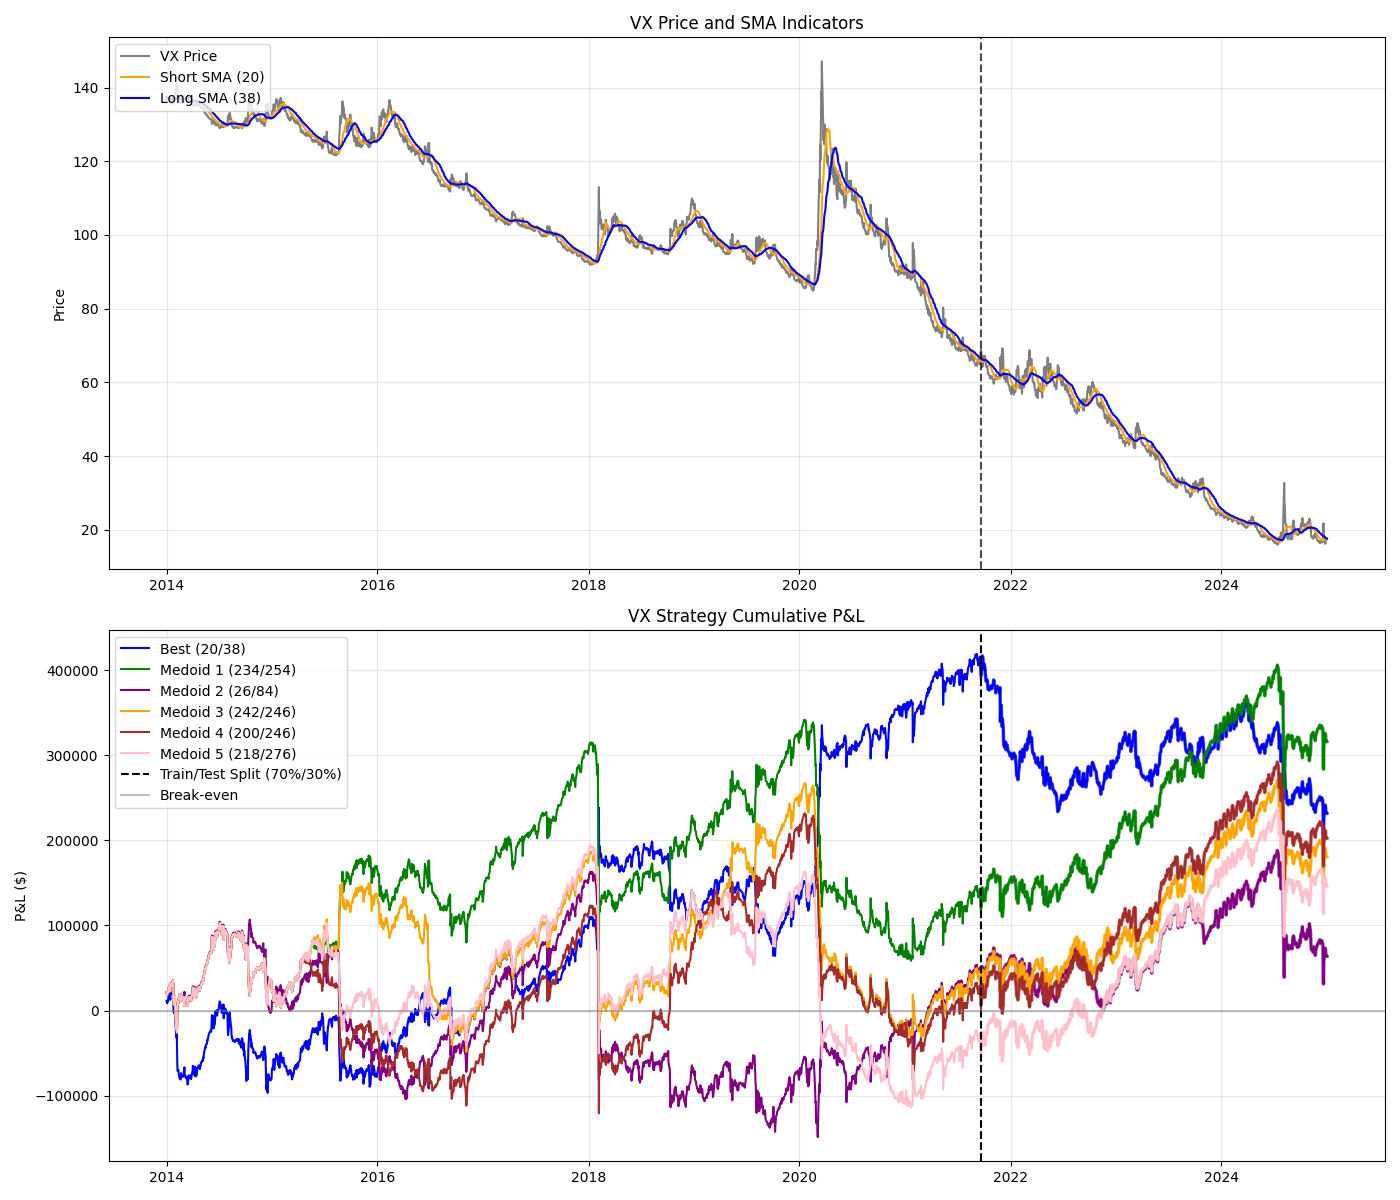 VX Price and SMA Indicators
VX Price
Short SMA (20)
Long SMA (38)
Price
140
120
100
80
60
40
20
2014
2016
2018
2020
2022
2024
VX Strategy Cumulative P&L
Best (20/38)
Medoid 1 (234/254)
Medoid 2 (26/84)
Medoid 3 (242/246)
Medoid 4 (200/246)
Medoid 5 (218/276)
Train/Test Split (70%/30%)
Break-even
P&L ($)
400000
300000
200000
100000
0
−100000
2014
2016
2018
2020
2022
2024